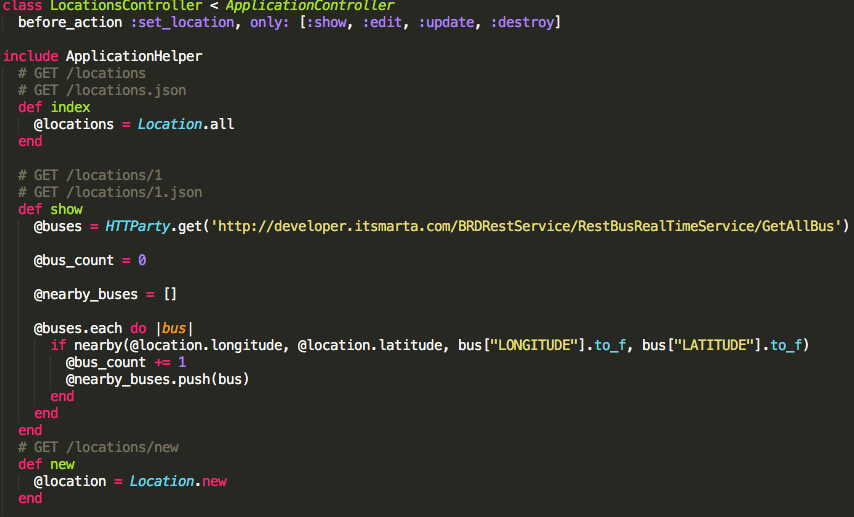 class LocationsController < ApplicationController
  before_action :set_location, only: [:show, :edit, :update, :destroy]

include ApplicationHelper
  # GET /locations
  # GET /locations.json
  def index
    @locations = Location.all
  end

  # GET /locations/1
  # GET /locations/1.json
  def show
    @buses = HTTParty.get('http://developer.itsmarta.com/BRDRestService/RestBusRealTimeService/GetAllBus')

    @bus_count = 0

    @nearby_buses = []

    @buses.each do |bus|
      if nearby(@location.longitude, @location.latitude, bus["LONGITUDE"].to_f, bus["LATITUDE"].to_f)
        @bus_count += 1
        @nearby_buses.push(bus)
      end
    end
  end
  # GET /locations/new
  def new
    @location = Location.new
  end